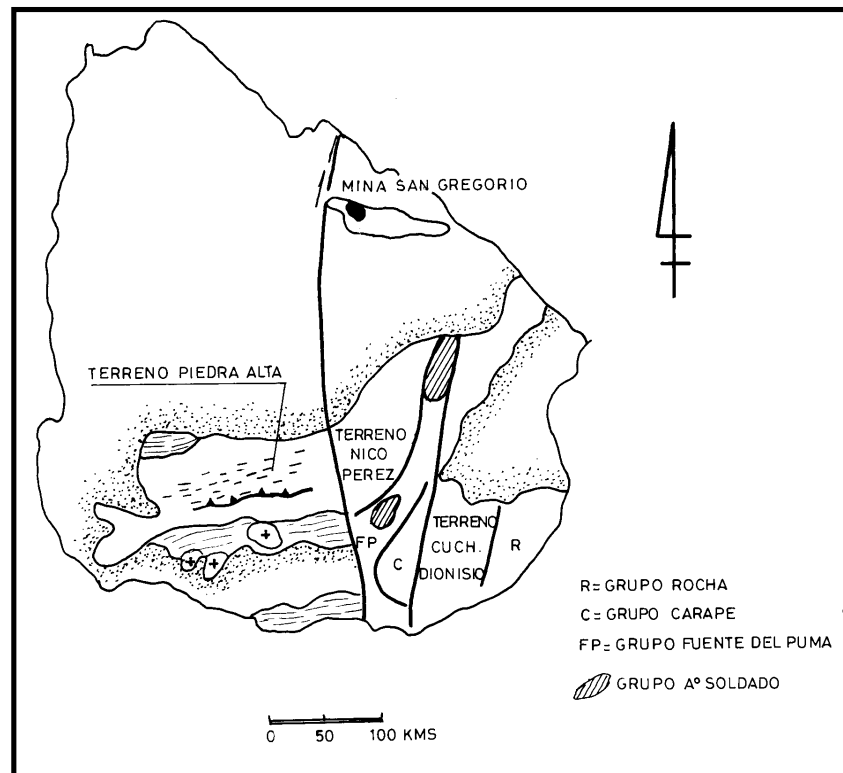 MINA SAN GREGORIO
TERRENO PIEDRA ALTA
TERRENO
NICO
PEREZ
FP
C
TERRENO
CUCH.
DIONISIO
R
R=GRUPO ROCHA
C=GRUPO CARAPE
FP=GRUPO FUENTE DEL PUMA
GRUPO Aº SOLDADO
0 50 100 KMS